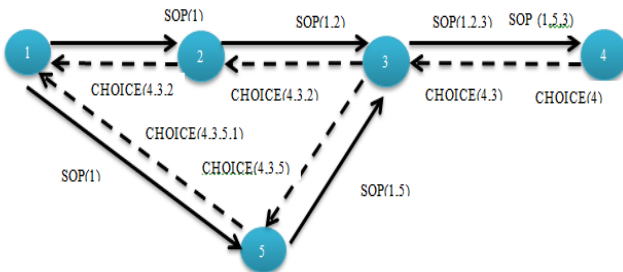 SOP(1)
SOP(1.2)
SOP(1.2.3)
SOP (1.5.3)
1
2
3
4
CHOICE(4.3.2
CHOICE(4.3.2)
CHOICE(4.3)
CHOICE(4)
CHOICE(4.3.5.1)
CHOICE(4.3.5)
SOP(1)
SOP(1.5)
5